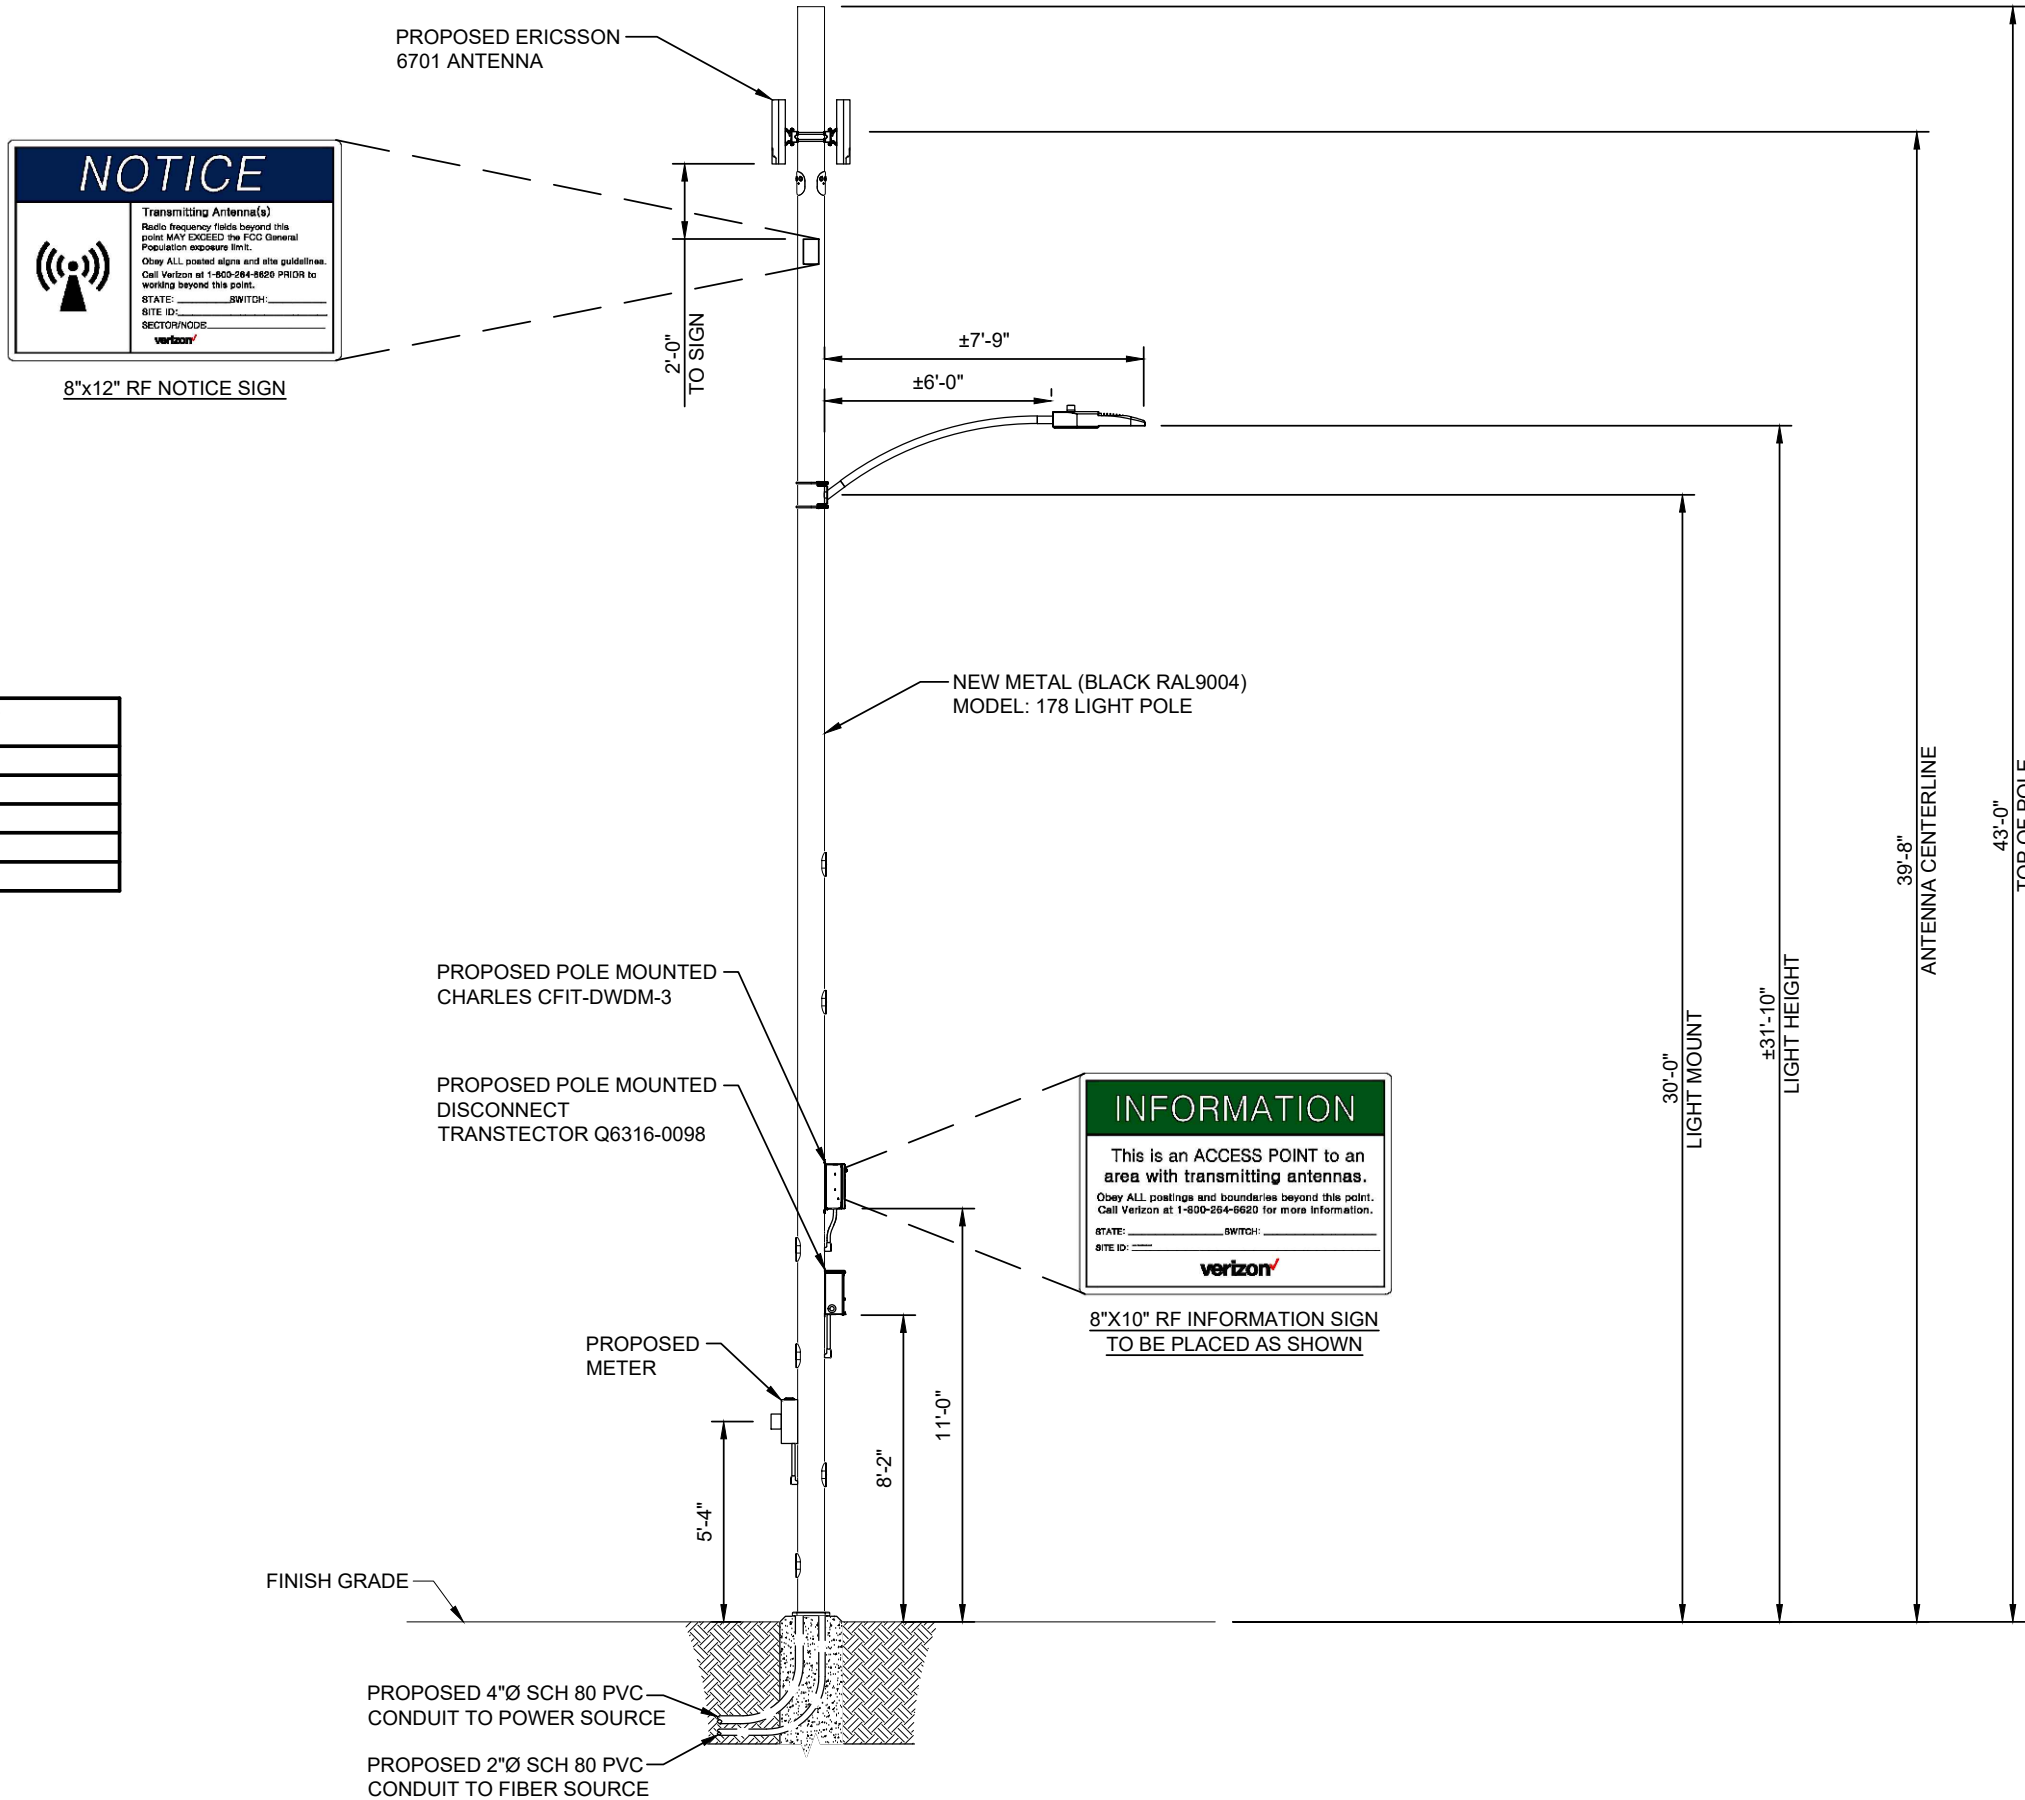 PROPOSED ERICSSON
6701 ANTENNA
NOTICE
Transmitting Antenna(s)
Radio frequency fields beyond this
point MAY EXCEED the FCC General
Population exposure limit.
Obey ALL posted signs and site guidelines.
Call Verizon at 1-800-264-6620 PRIOR to
working beyond this point.
STATE: SWITCH:
SITE ID:
SECTOR/NODE
verizon
8"x12" RF NOTICE SIGN
2'-0"
TO SIGN
±7'-9"
±6'-0"
NEW METAL (BLACK RAL9004)
MODEL: 178 LIGHT POLE
43'-0"
TOP OF POLE
39'-8"
ANTENNA CENTERLINE
±31'-10"
LIGHT HEIGHT
30'-0"
LIGHT MOUNT
PROPOSED POLE MOUNTED
CHARLES CFIT-DWDM-3
PROPOSED POLE MOUNTED
DISCONNECT
TRANSTECTOR Q6316-0098
INFORMATION
This is an ACCESS POINT to an
area with transmitting antennas.
Obey ALL postings and boundaries beyond this point.
Call Verizon at 1-800-264-6620 for more information.
STATE: SWITCH:
SITE ID:
verizon
8"X10" RF INFORMATION SIGN
TO BE PLACED AS SHOWN
PROPOSED
METER
11'-0"
8'-2"
5'-4"
FINISH GRADE
PROPOSED 4"Ø SCH 80 PVC
CONDUIT TO POWER SOURCE
PROPOSED 2"Ø SCH 80 PVC
CONDUIT TO FIBER SOURCE